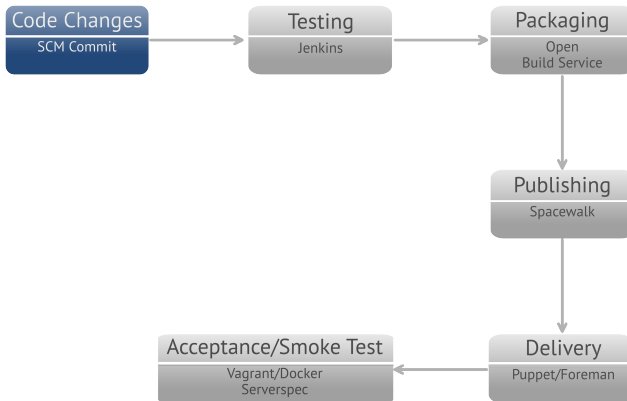 Code Changes
SCM Commit
Testing
Jenkins
Packaging
Open
Build Service
Publishing
Spacewalk
Delivery
Puppet/Foreman
Acceptance/Smoke Test
Vagrant/Docker
Serverspec